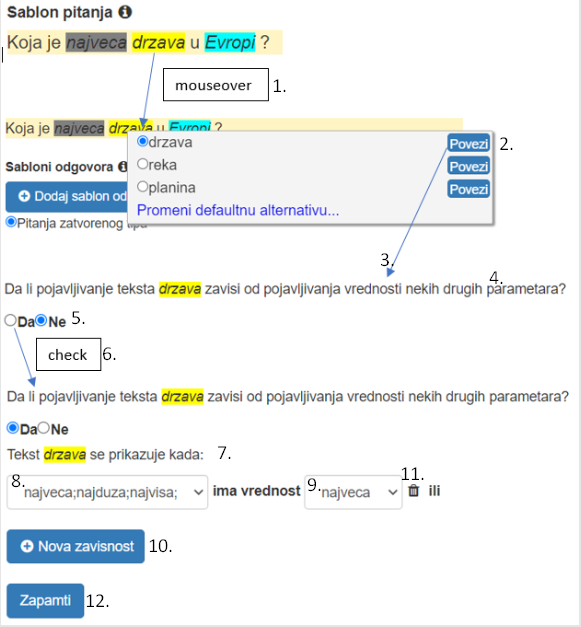 Sablon pitanja
Koja je najveca drzava u Evropi ?
mouseover 1.
Koja je najveca drzava u Evropi ?
drzava Povezi 2.
Sabloni odgovora
reka Povezi
Dodaj sablon od
planina Povezi
Promeni defaultnu alternativu...
Pitanja zatvorenog tipa
3.
4.
Da li pojavljivanje teksta drzava zavisi od pojavljivanja vrednosti nekih drugih parametara?
Da Ne 5.
check 6.
Da li pojavljivanje teksta drzava zavisi od pojavljivanja vrednosti nekih drugih parametara?
Da Ne
Tekst drzava se prikazuje kada: 7.
8. najveca;najduza;najvisa; ima vrednost 9. najveca 11. ili
Nova zavisnost 10.
Zapamti 12.